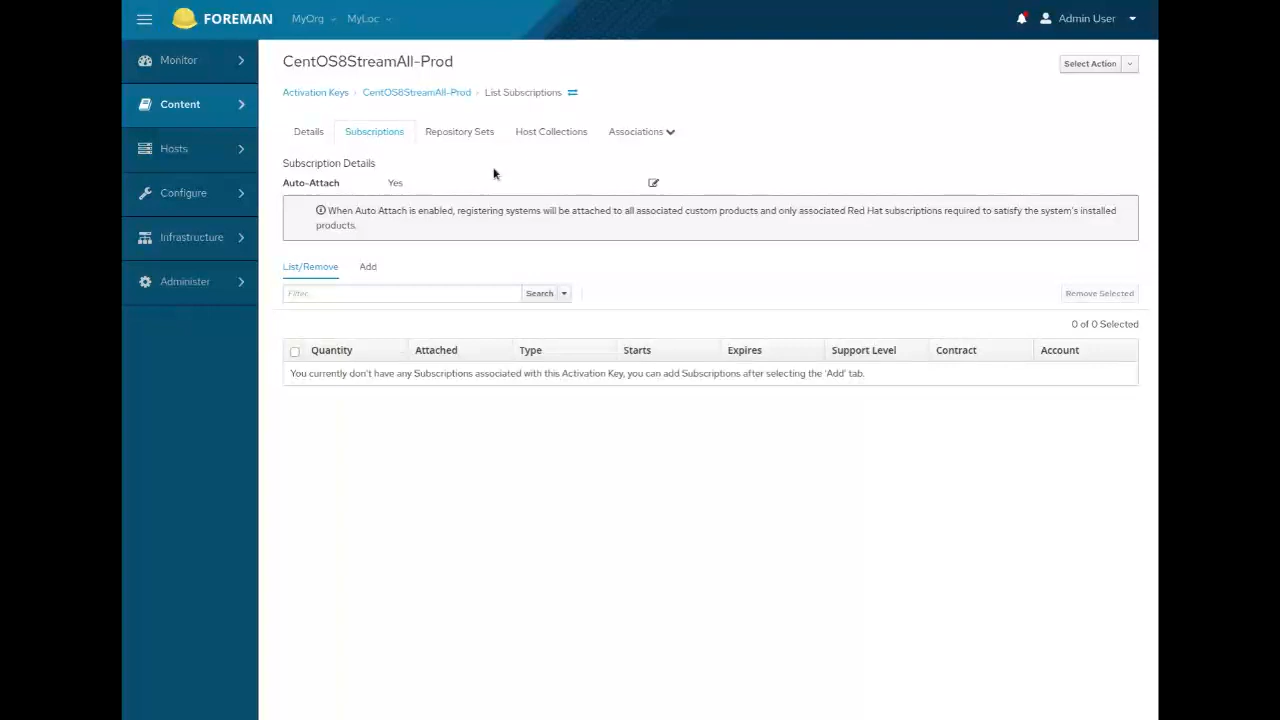 FOREMAN MyOrg MyLoc Admin User
Monitor
Content
Hosts
Configure
Infrastructure
Administer
CentOS8StreamAll-Prod
Select Action
Activation Keys › CentOS8StreamAll-Prod › List Subscriptions
Details Subscriptions Repository Sets Host Collections Associations
Subscription Details
Auto-Attach Yes
When Auto Attach is enabled, registering systems will be attached to all associated custom products and only associated Red Hat subscriptions required to satisfy the system's installed
products.
List/Remove Add
Filter... Search Remove Selected
0 of 0 Selected
Quantity Attached Type Starts Expires Support Level Contract Account
You currently don't have any Subscriptions associated with this Activation Key, you can add Subscriptions after selecting the 'Add' tab.